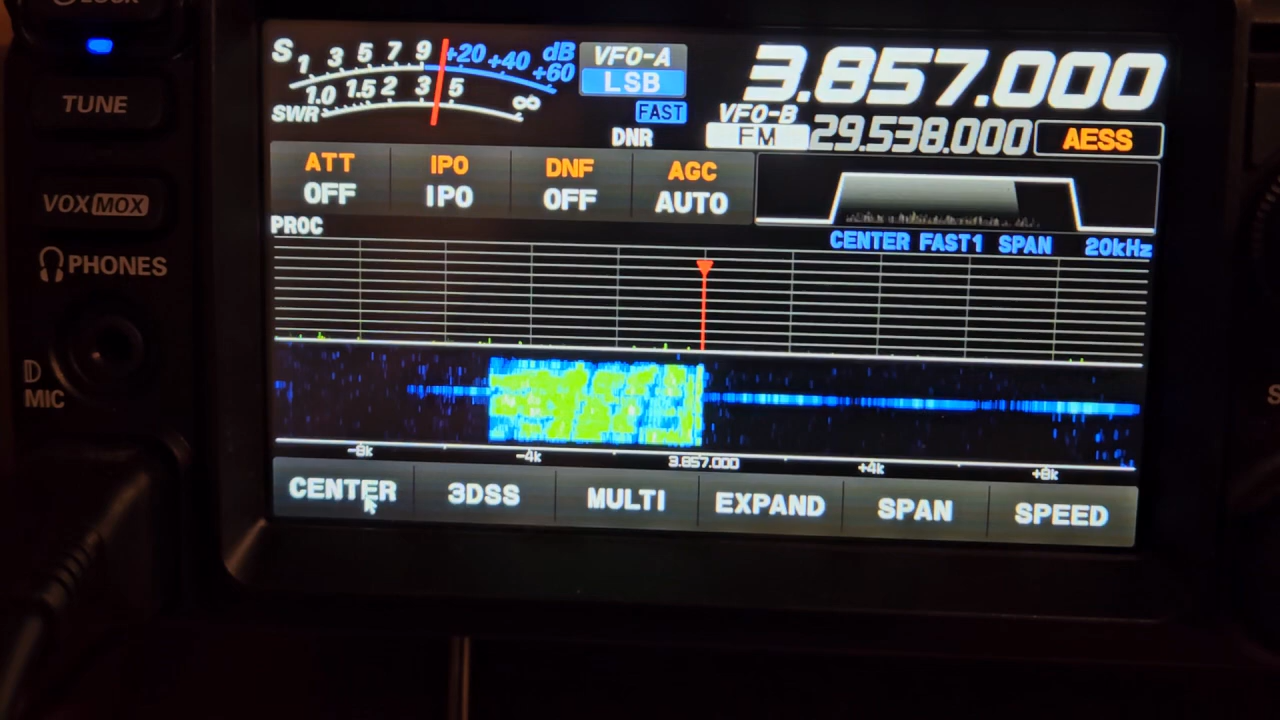 LOCK
TUNE
VOX MOX
PHONES
MIC
S 1 3 5 7 9 +20 +40 +60 dB
SWR 1.0 1.5 2 3 5 ∞
VFO-A
LSB
FAST
DNR
3.857.000
VFO-B
FM
29.538.000
AESS
ATT IPO DNF AGC
OFF IPO OFF AUTO
PROC
CENTER FAST1 SPAN 20kHz
-8k -4k 3.857.000 +4k +8k
CENTER 3DSS MULTI EXPAND SPAN SPEED
S